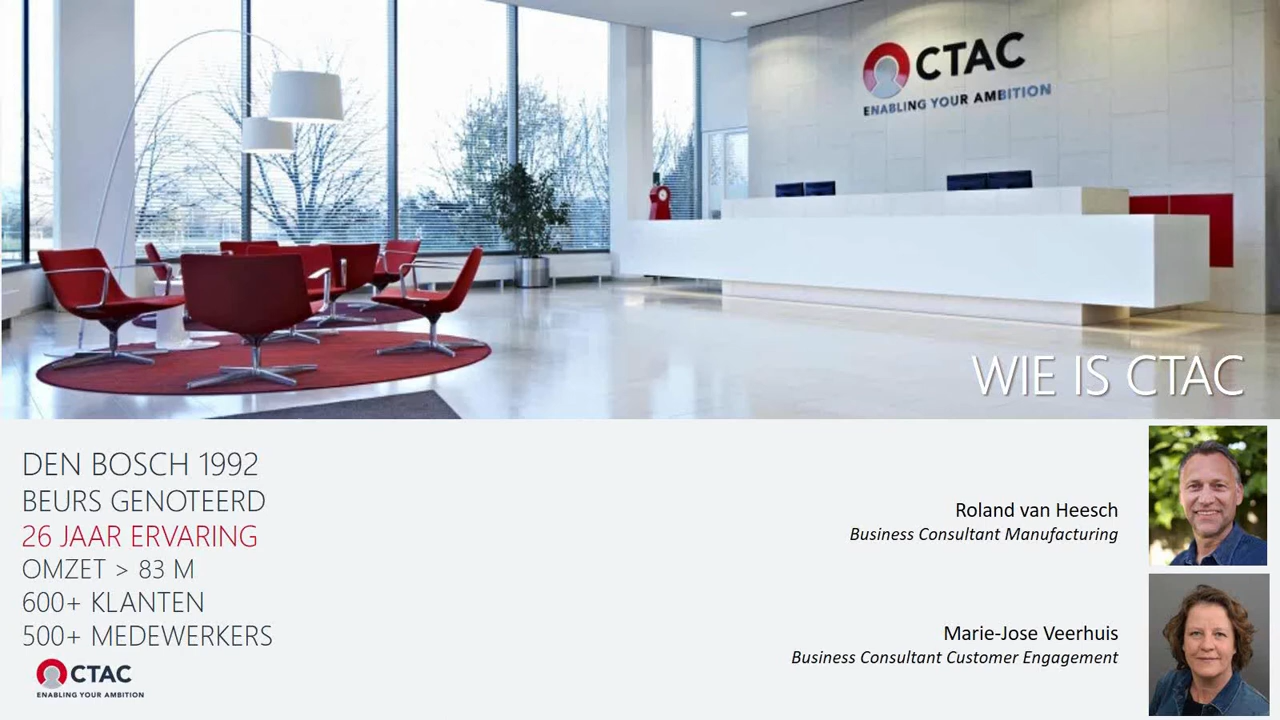 CTAC
ENABLING YOUR AMBITION
WIE IS CTAC
DEN BOSCH 1992
BEURS GENOTEERD
26 JAAR ERVARING
OMZET > 83 M
600+ KLANTEN
500+ MEDEWERKERS
CTAC
ENABLING YOUR AMBITION
Roland van Heesch
Business Consultant Manufacturing
Marie-Jose Veerhuis
Business Consultant Customer Engagement